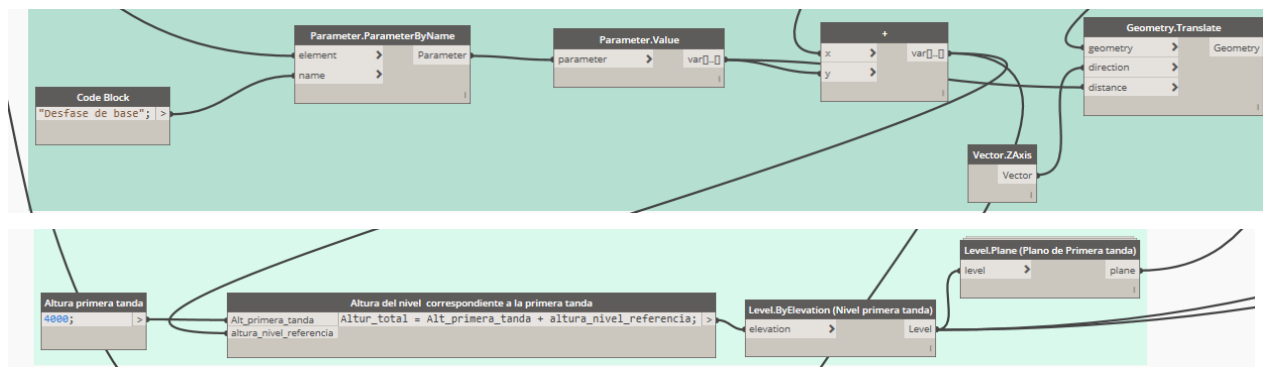 Parameter.ParameterByName
element > Parameter
name >
Code Block
"Desfase de base"; >
Parameter.Value
parameter > var[]..[]
+
x > var[]..[]
y >
Geometry.Translate
geometry > Geometry
direction >
distance >
Vector.ZAxis
Vector
Altura primera tanda
4000; >
Altura del nivel correspondiente a la primera tanda
Alt_primera_tanda Altur_total = Alt_primera_tanda + altura_nivel_referencia; >
altura_nivel_referencia
Level.ByElevation (Nivel primera tanda)
elevation > Level
Level.Plane (Plano de Primera tanda)
level > plane